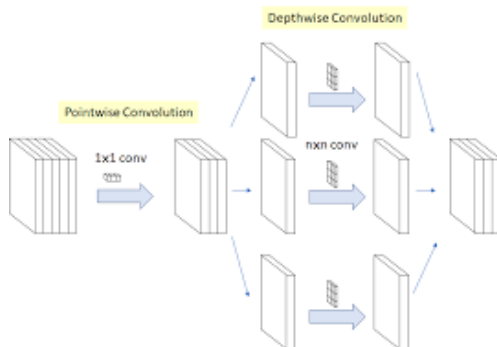 Depthwise Convolution
Pointwise Convolution
1x1 conv
nxn conv